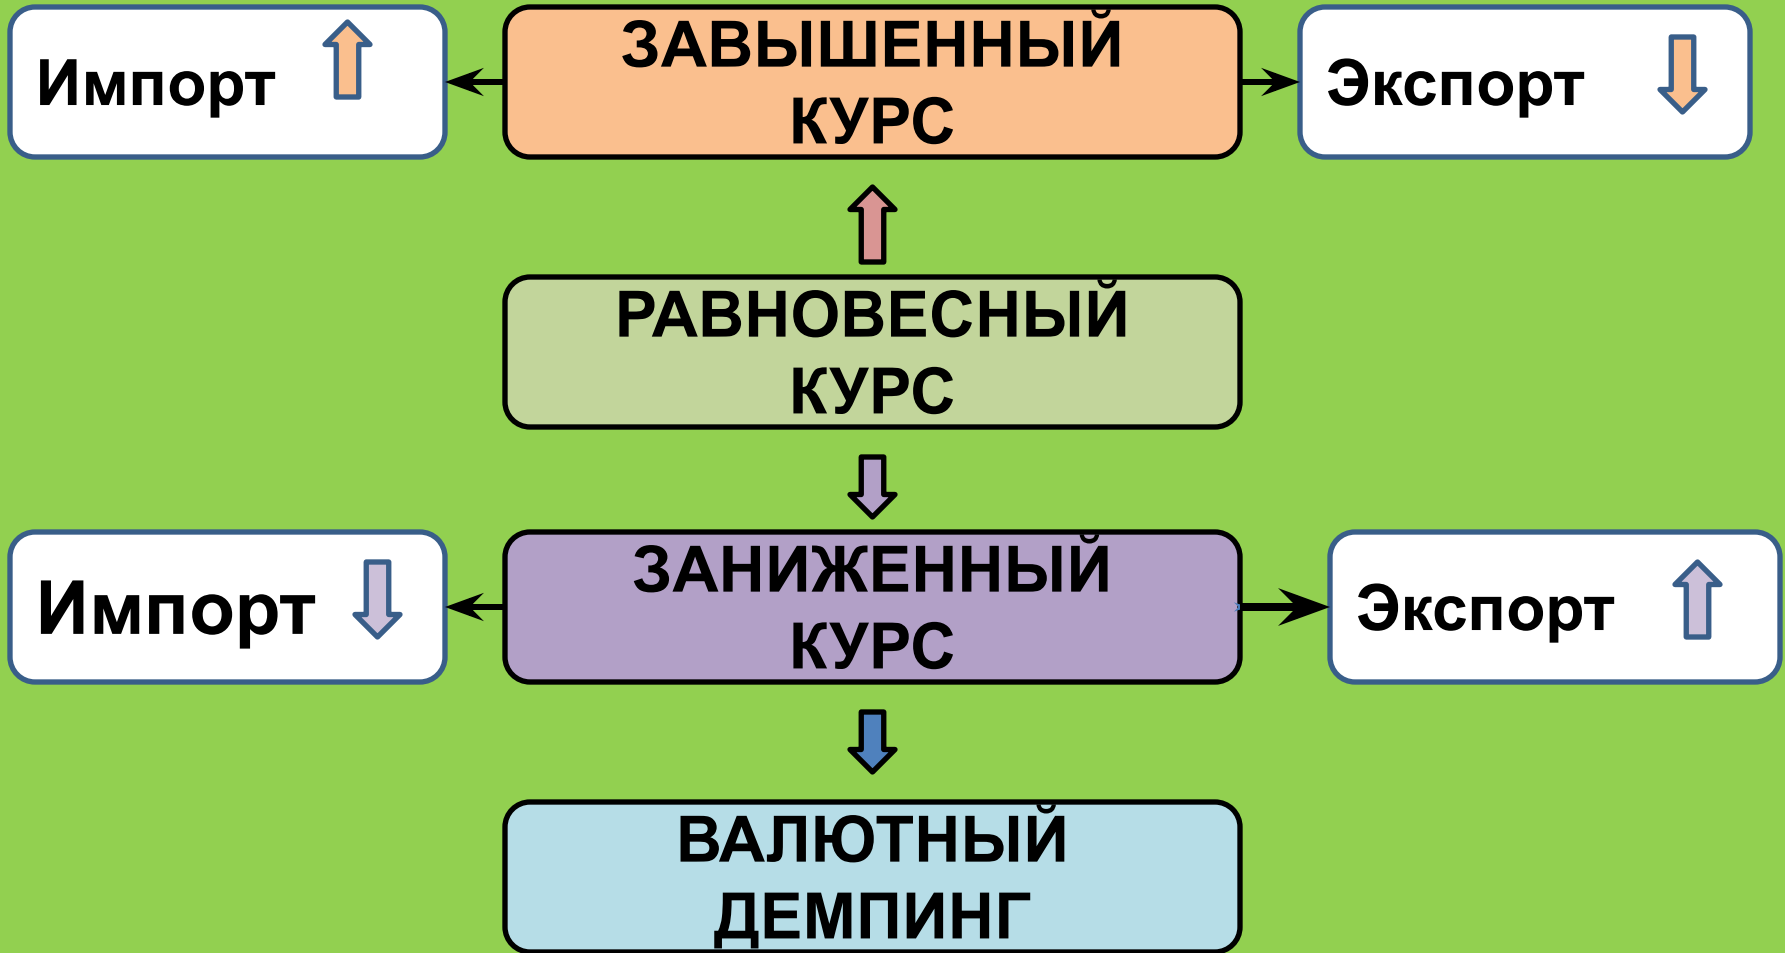 Импорт
ЗАВЫШЕННЫЙ
КУРС
Экспорт
РАВНОВЕСНЫЙ
КУРС
Импорт
ЗАНИЖЕННЫЙ
КУРС
Экспорт
ВАЛЮТНЫЙ
ДЕМПИНГ